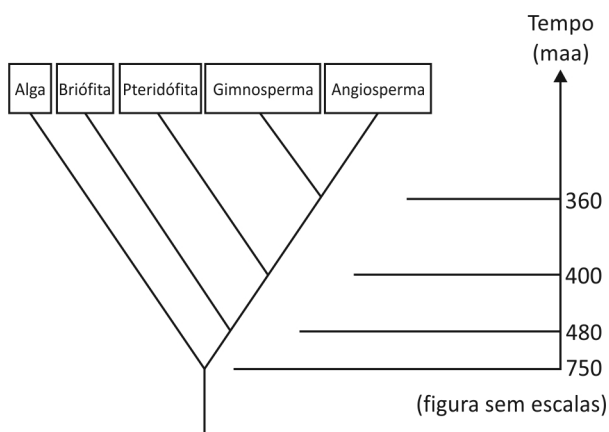 Tempo
(maa)
Alga
Briófita
Pteridófita
Gimnosperma
Angiosperma
360
400
480
750
(figura sem escalas)